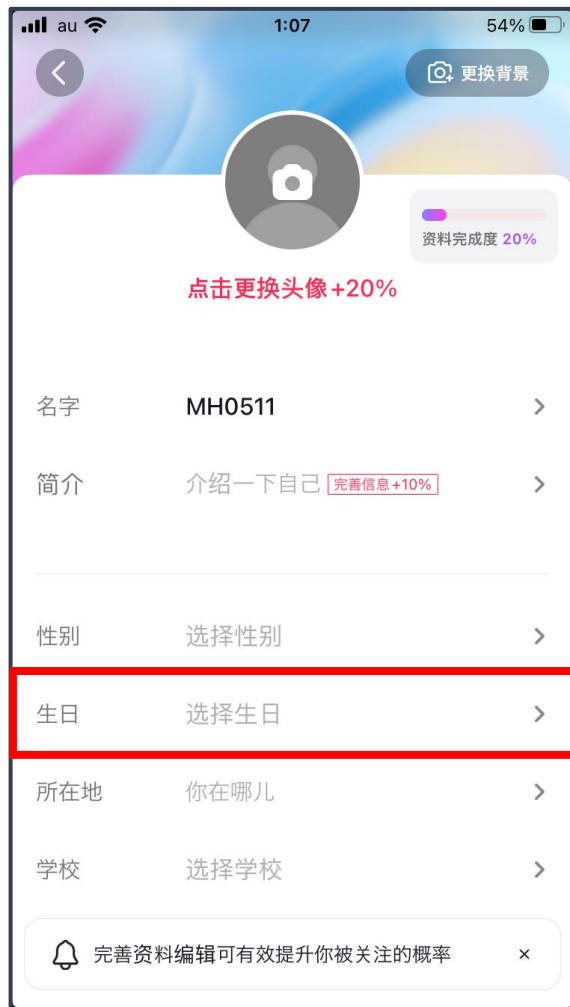 au 1:07 54%
更换背景
资料完成度 20%
点击更换头像+20%
名字 MH0511
简介 介绍一下自己 完善信息+10%
性别 选择性别
生日 选择生日
所在地 你在哪儿
学校 选择学校
完善资料编辑可有效提升你被关注的概率 ×